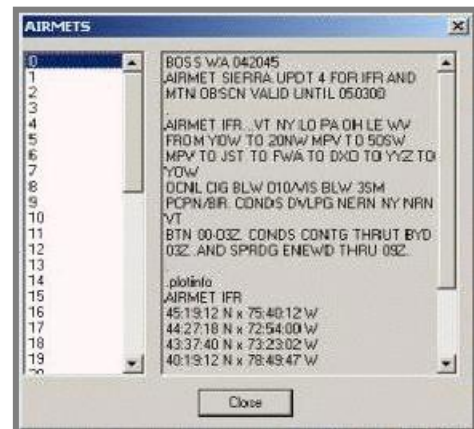 AIRMETS
0
1
2
3
4
5
6
7
8
9
10
11
12
13
14
15
16
17
18
19
BOSS WA 042045
AIRMET SIERRA UPDT 4 FOR IFR AND
MTN OBSCN VALID UNTIL 050300
.
AIRMET IFR...VT NY LO PA OH LE WV
FROM YOW TO 20NW MPV TO 50SW
MPV TO JST TO FWA TO DXO TO YYZ TO
YOW
OCNL CIG BLW 010/VIS BLW 3SM
PCPN/BR. CONDS DVLPG NERN NY NRN
VT
BTN 00-03Z. CONDS CONTG THRUT BYD
03Z..AND SPRDG ENEWD THRU 09Z.
.plotinfo
AIRMET IFR
45:19:12 N x 75:40:12 W
44:27:18 N x 72:54:00 W
43:37:40 N x 73:23:02 W
40:19:12 N x 78:49:47 W
Close